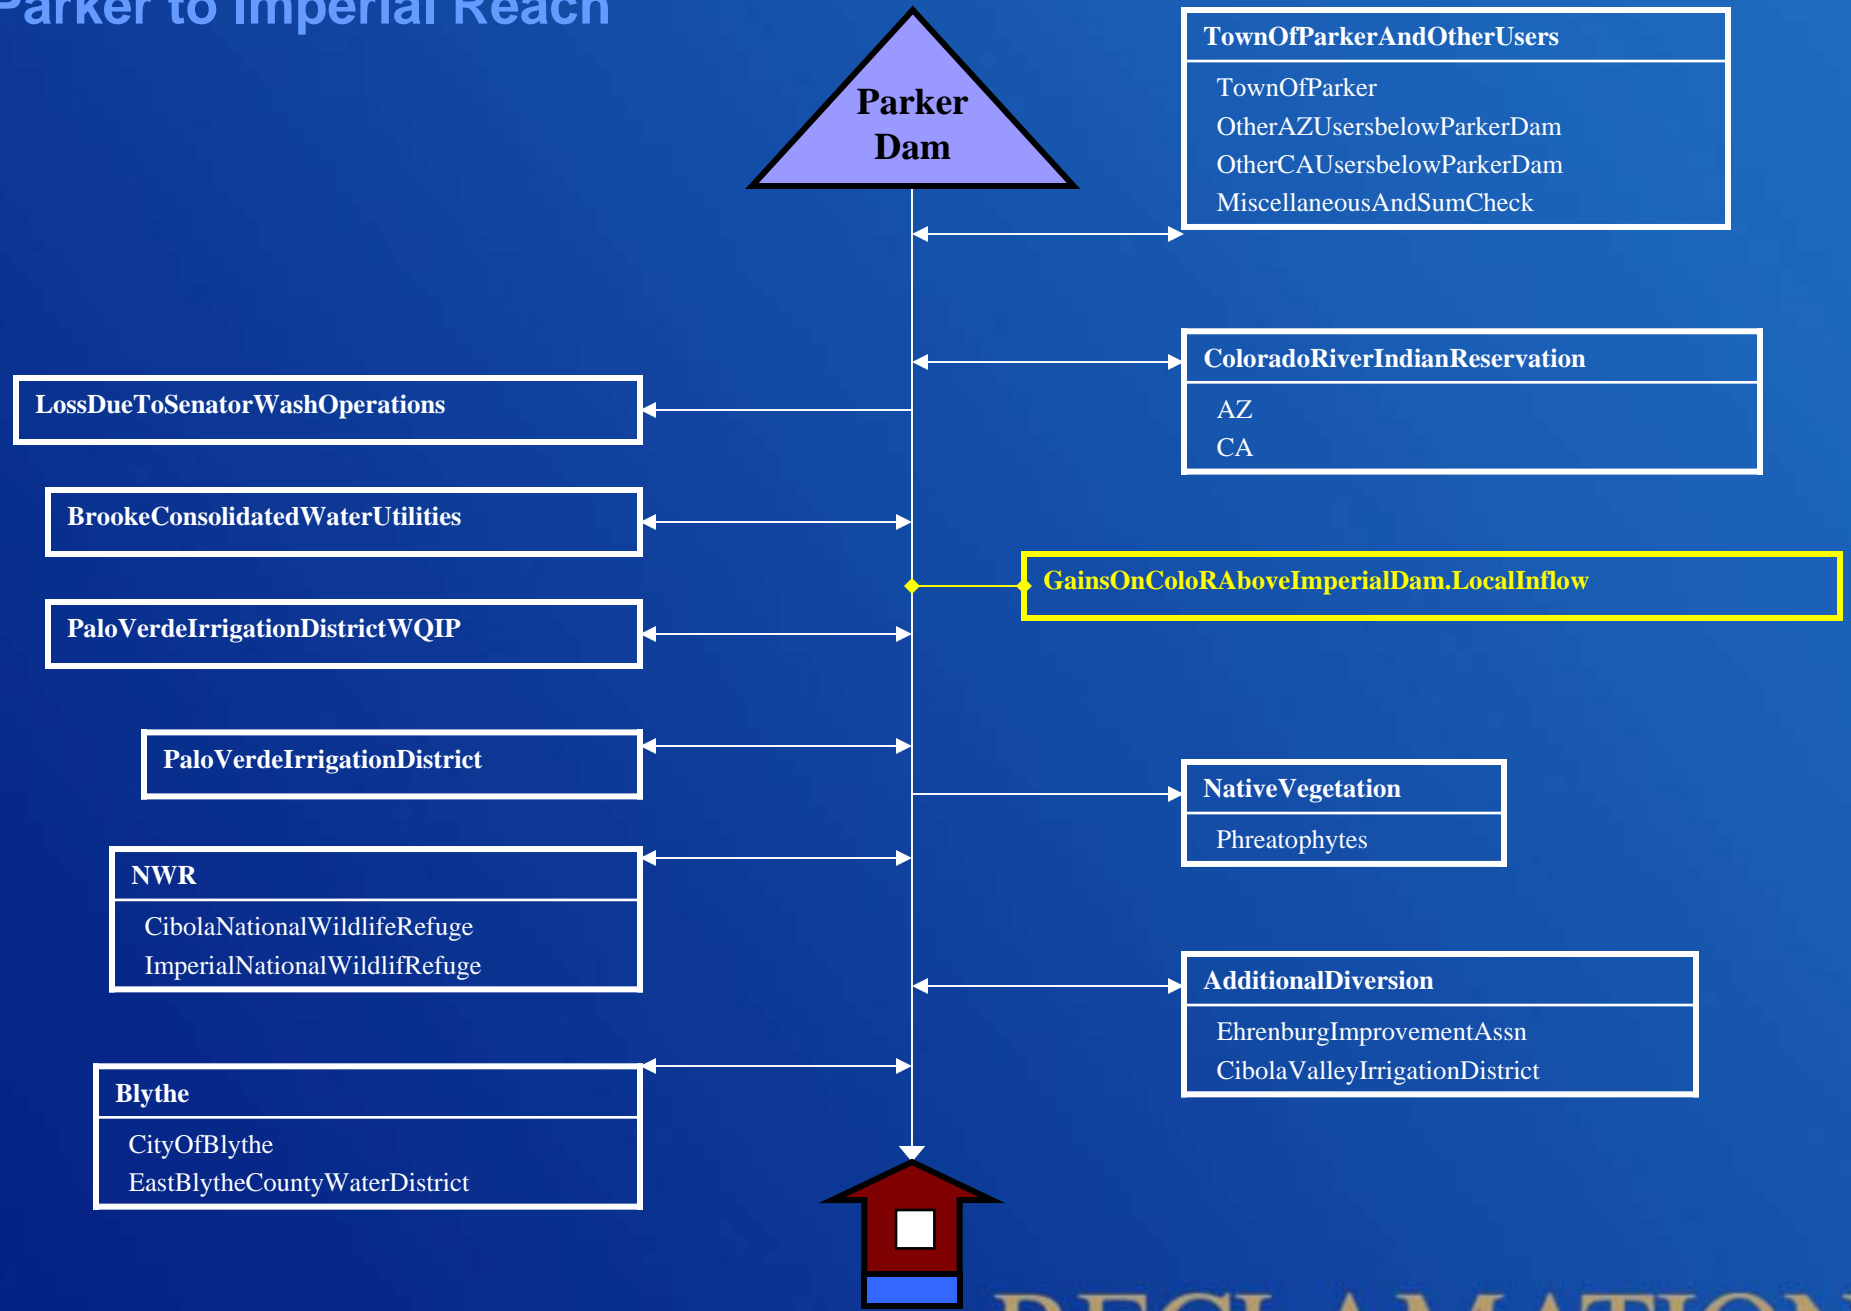 Parker to Imperial Reach
Parker
Dam
TownOfParkerAndOtherUsers
TownOfParker
OtherAZUsersbelowParkerDam
OtherCAUsersbelowParkerDam
MiscellaneousAndSumCheck
ColoradoRiverIndianReservation
AZ
CA
LossDueToSenatorWashOperations
BrookeConsolidatedWaterUtilities
GainsOnColoRAboveImperialDam.LocalInflow
PaloVerdeIrrigationDistrictWQIP
PaloVerdeIrrigationDistrict
NativeVegetation
Phreatophytes
NWR
CibolaNationalWildlifeRefuge
ImperialNationalWildlifRefuge
AdditionalDiversion
EhrenburgImprovementAssn
CibolaValleyIrrigationDistrict
Blythe
CityOfBlythe
EastBlytheCountyWaterDistrict
RECLAMATION